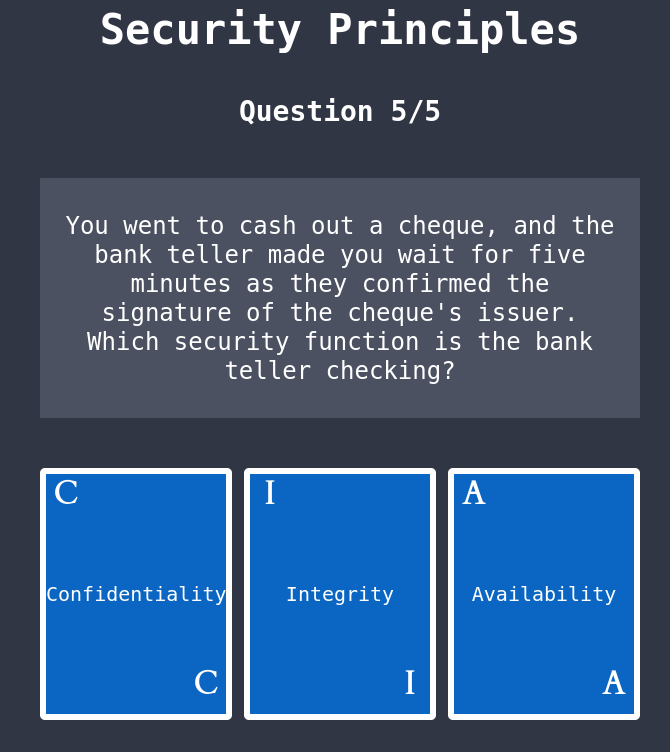 Security Principles
Question 5/5
You went to cash out a cheque, and the
bank teller made you wait for five
minutes as they confirmed the
signature of the cheque's issuer.
Which security function is the bank
teller checking?
C
Confidentiality
C
I
Integrity
I
A
Availability
A